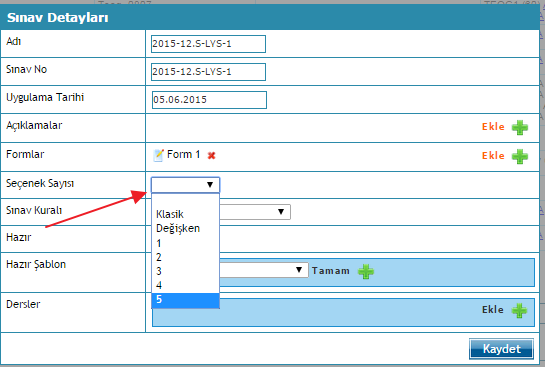 Sınav Detayları
Adı 2015-12.S-LYS-1
Sınav No 2015-12.S-LYS-1
Uygulama Tarihi 05.06.2015
Açıklamalar Ekle
Formlar Form 1 Ekle
Seçenek Sayısı
Klasik
Sınav Kuralı
Değişken
Hazır 1
2
Hazır Şablon 3 Tamam
4
5
Dersler Ekle
Kaydet